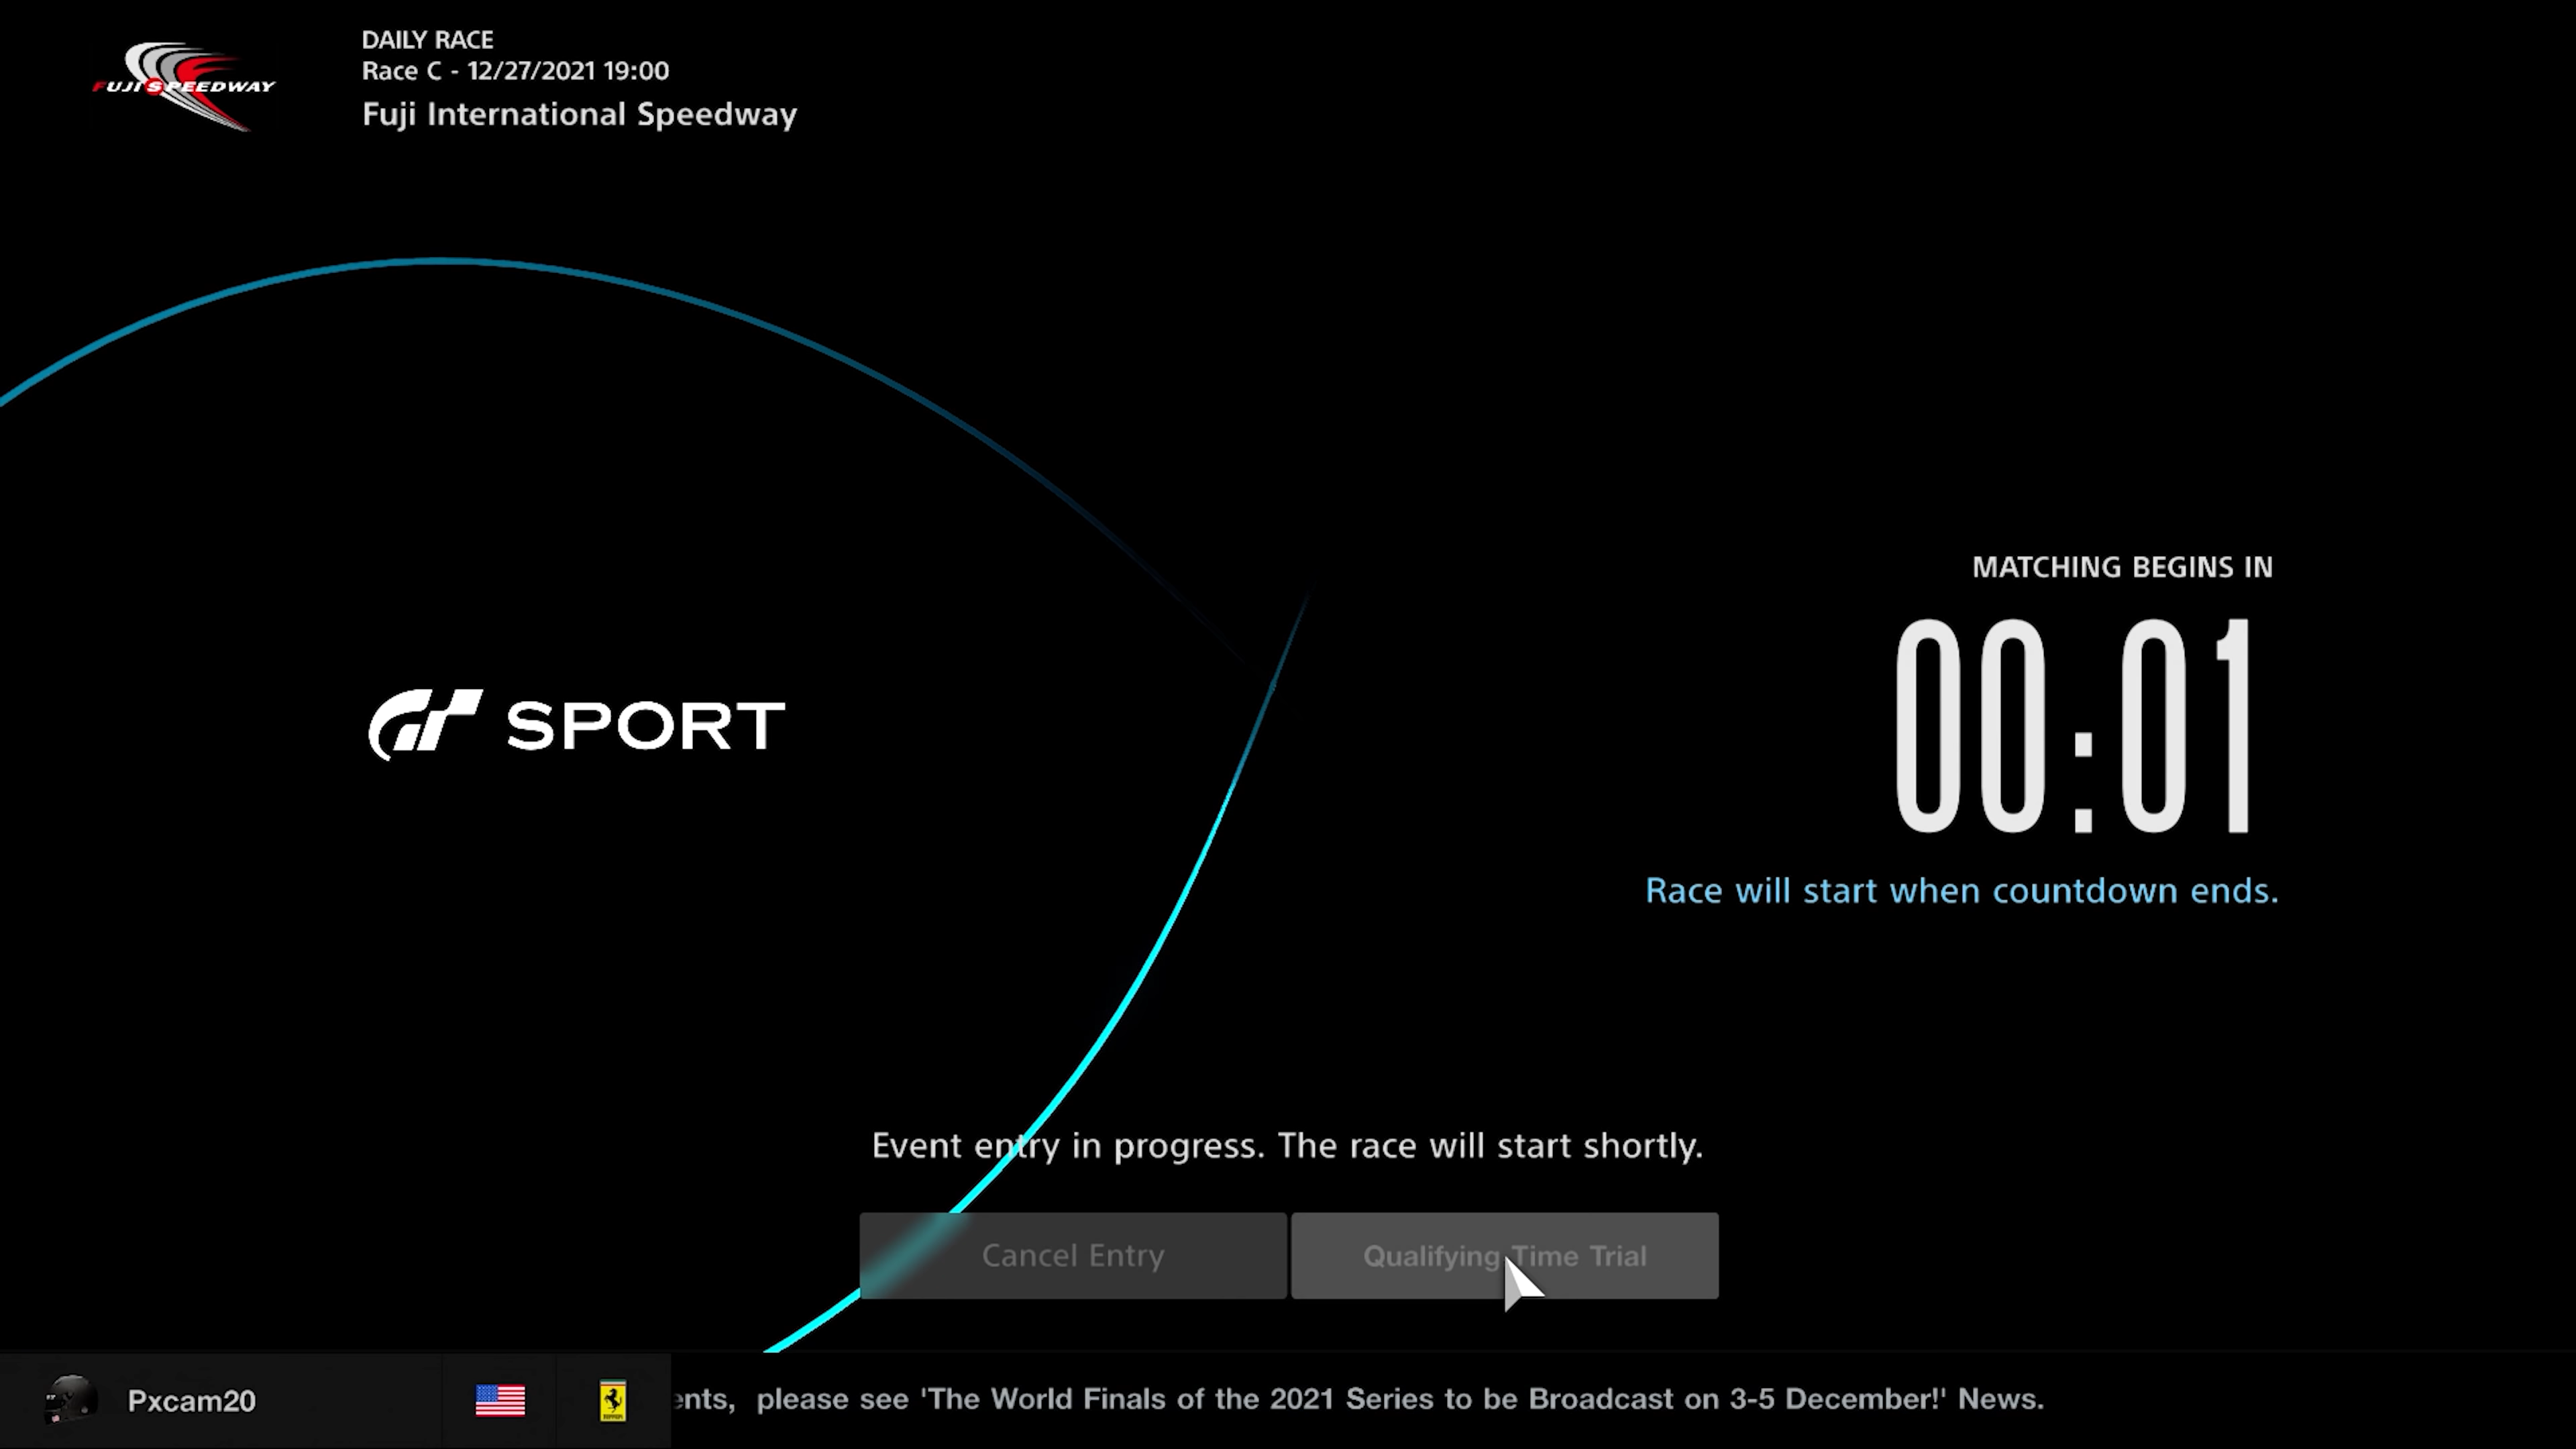 FUJI SPEEDWAY
DAILY RACE
Race C - 12/27/2021 19:00
Fuji International Speedway
MATCHING BEGINS IN
00:01
GT SPORT
Race will start when countdown ends.
Event entry in progress. The race will start shortly.
Cancel Entry
Qualifying Time Trial
Pxcam20
ents, please see 'The World Finals of the 2021 Series to be Broadcast on 3-5 December!' News.